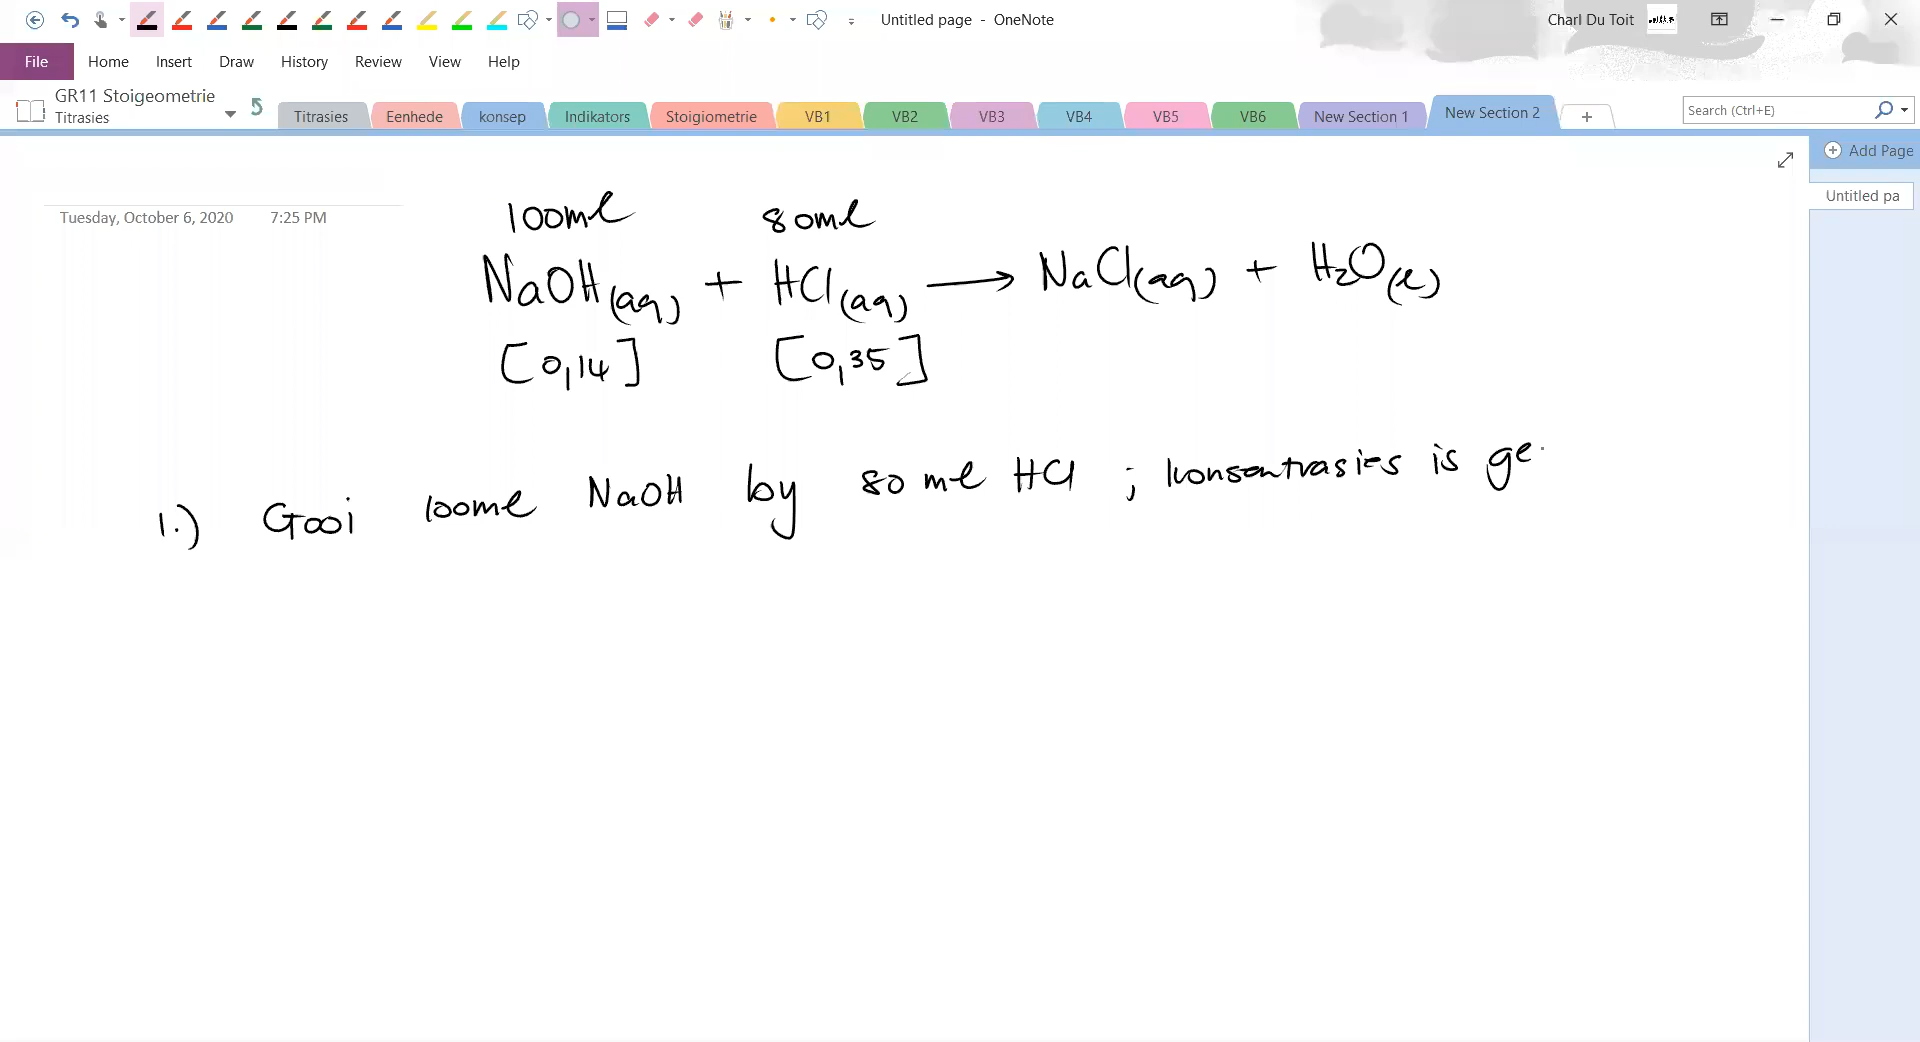 Untitled page - OneNote
Charl Du Toit
File Home Insert Draw History Review View Help
GR11 Stoigeometrie
Titrasies
Titrasies Eenhede konsep Indikators Stoigiometrie VB1 VB2 VB3 VB4 VB5 VB6 New Section 1 New Section 2 +
Search (Ctrl+E)
Add Page
Untitled pa
Tuesday, October 6, 2020 7:25 PM
100ml 80ml
NaOH(aq) + HCl(aq) → NaCl(aq) + H₂O(l)
[0,14] [0,35]
1.) Gooi 100ml NaOH by 80ml HCl ; konsentrasies is ge